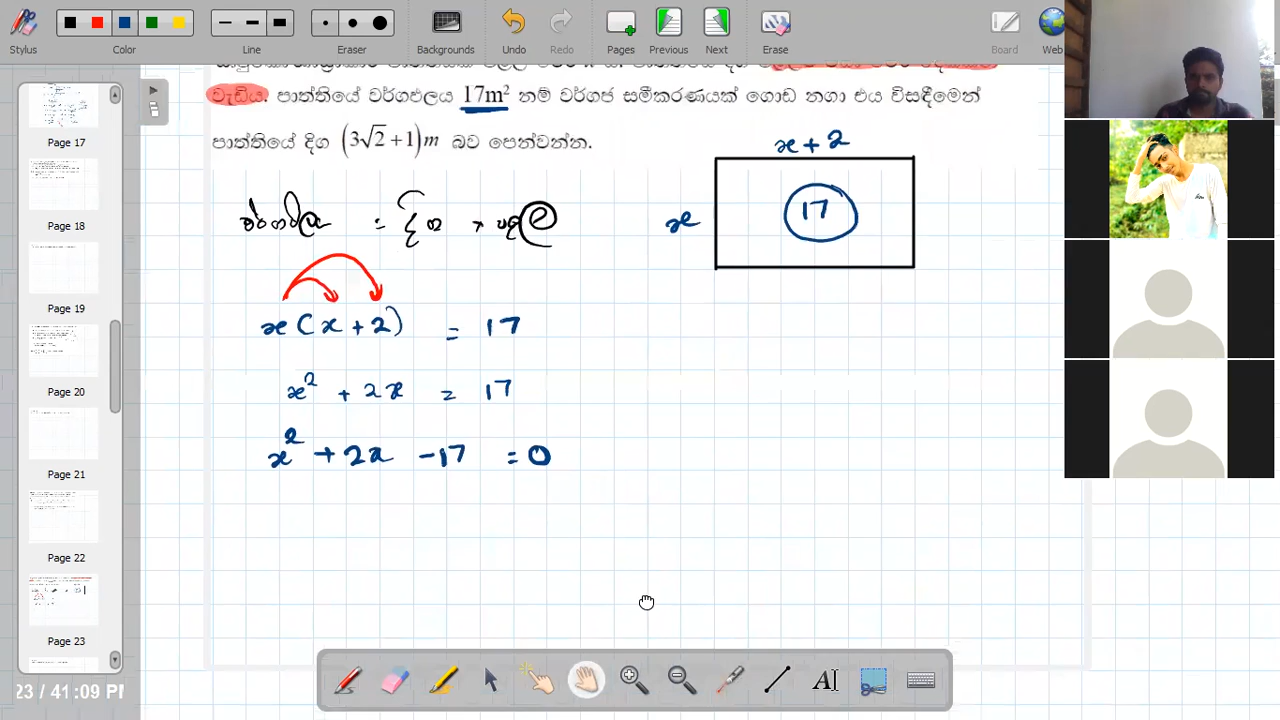 Stylus
Color
Line
Eraser
Backgrounds
Undo
Redo
Pages
Previous
Next
Erase
Board
Web
වැඩිය. පාත්තියේ වර්ගඵලය 17m² නම් වර්ගජ සමීකරණයක් ගොඩ නගා එය විසඳීමෙන්
පාත්තියේ දිග (3√2+1)m බව පෙන්වන්න.
x + 2
x
17
වර්ගඵලය = දිග × පළල
x(x + 2) = 17
x² + 2x = 17
x² + 2x - 17 = 0
Page 17
Page 18
Page 19
Page 20
Page 21
Page 22
Page 23
23 / 41:09 PM